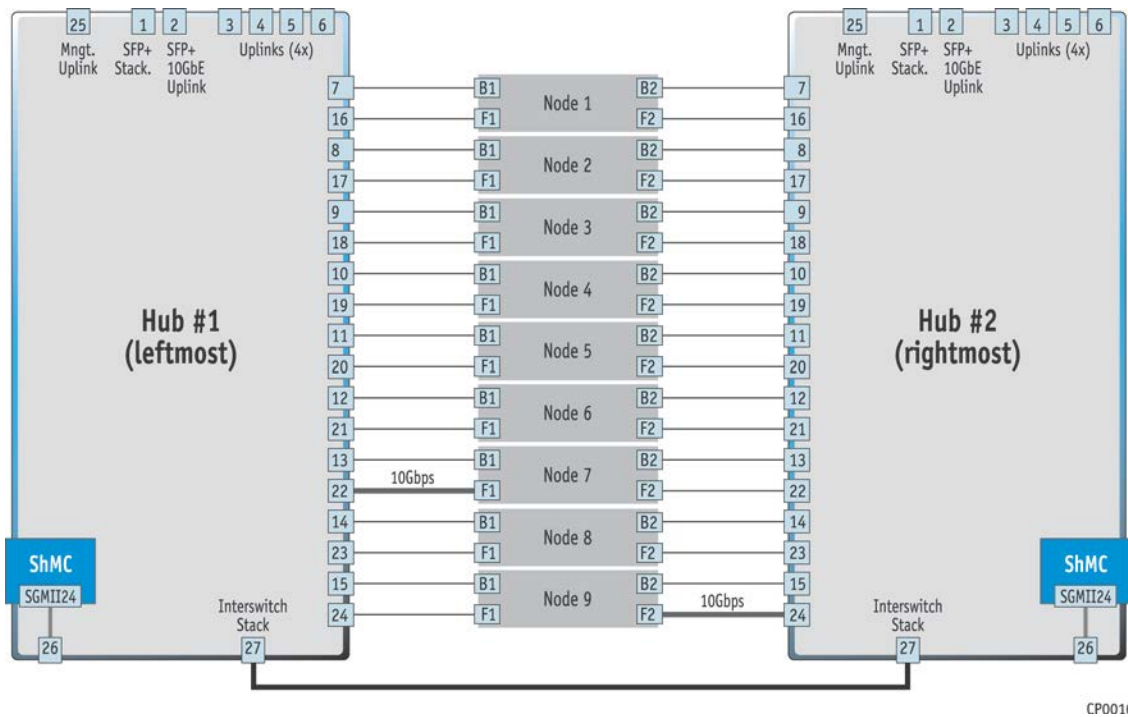 25 1 2 3 4 5 6
Mngt. Uplink
SFP+ Stack.
SFP+ 10GbE Uplink
Uplinks (4x)
25 1 2 3 4 5 6
Mngt. Uplink
SFP+ Stack.
SFP+ 10GbE Uplink
Uplinks (4x)
7 B1 Node 1 B2 7
16 F1 F2 16
8 B1 Node 2 B2 8
17 F1 F2 17
9 B1 Node 3 B2 9
18 F1 F2 18
10 B1 Node 4 B2 10
19 F1 F2 19
Hub #1
(leftmost)
Hub #2
(rightmost)
11 B1 Node 5 B2 11
20 F1 F2 20
12 B1 Node 6 B2 12
21 F1 F2 21
13 B1 Node 7 B2 13
22 10Gbps F1 F2 22
14 B1 Node 8 B2 14
23 F1 F2 23
15 B1 Node 9 B2 15
24 F1 F2 10Gbps 24
ShMC
SGMII24
26
Interswitch
Stack
27
Interswitch
Stack
27
ShMC
SGMII24
26